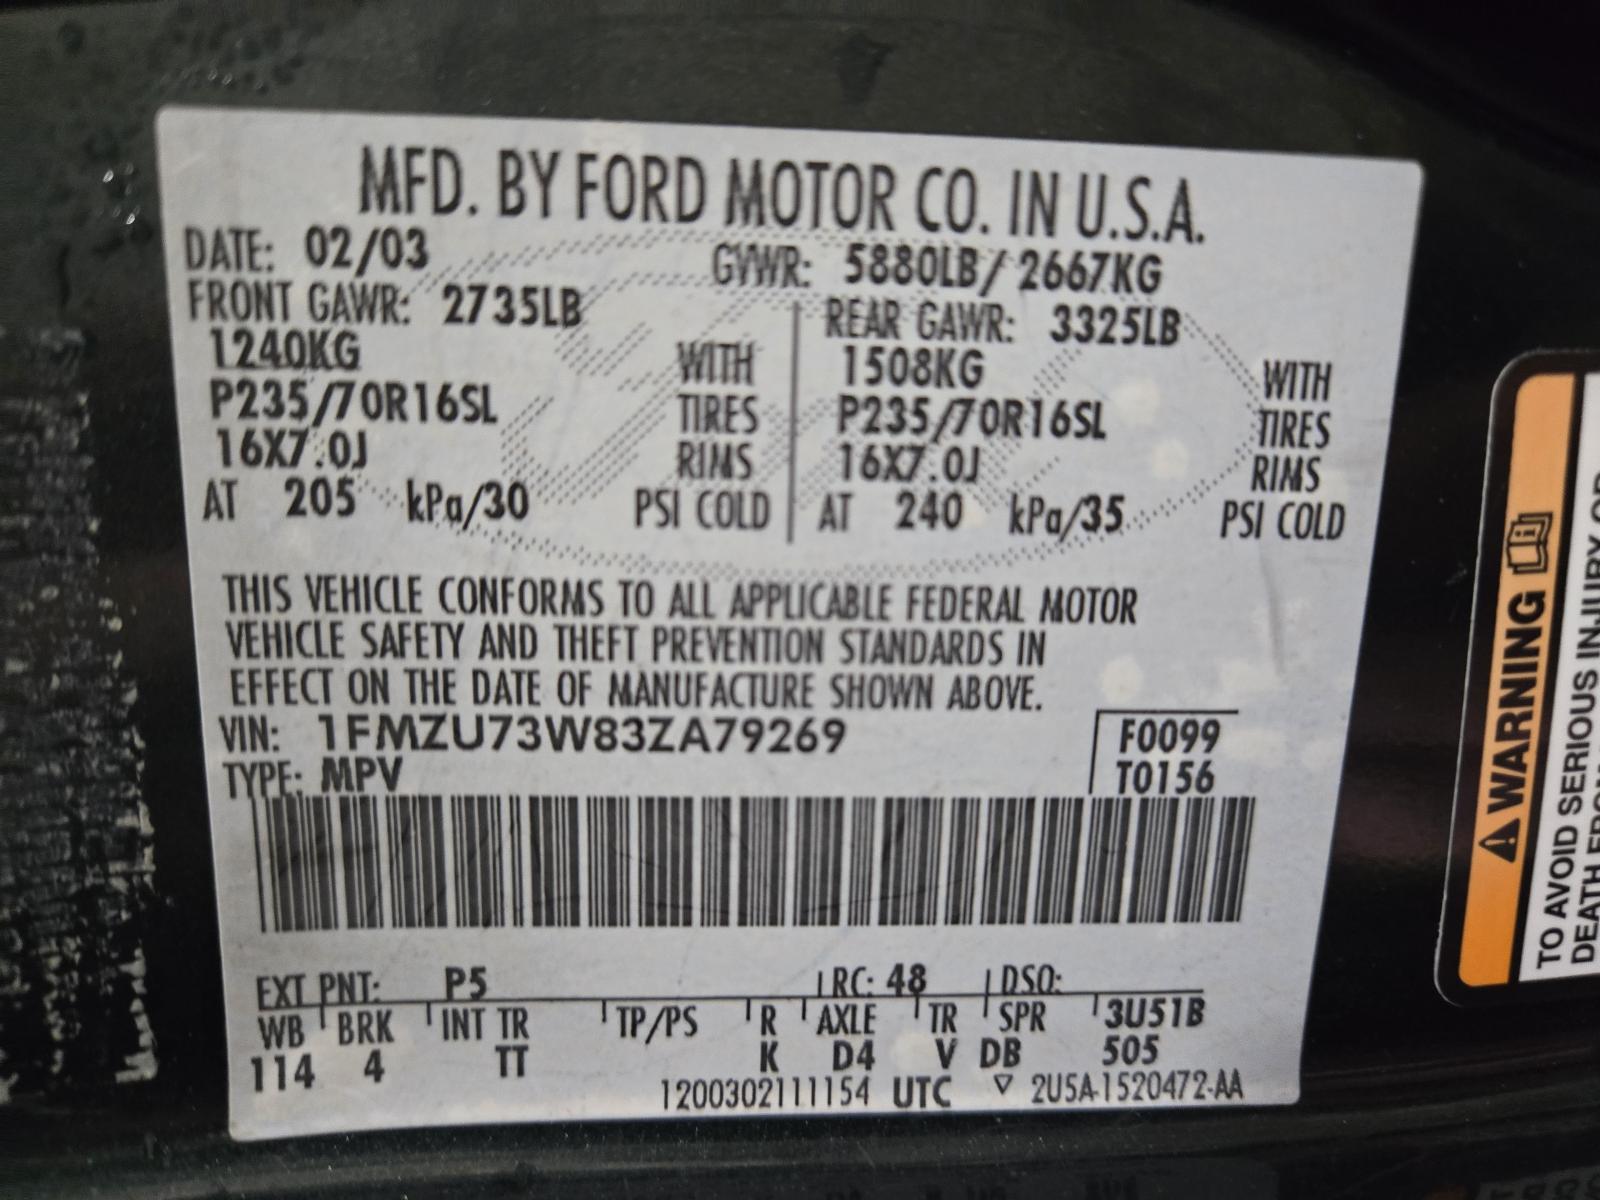 MFD. BY FORD MOTOR CO. IN U.S.A.
DATE: 02/03 GVWR: 5880LB/ 2667KG
FRONT GAWR: 2735LB REAR GAWR: 3325LB
1240KG WITH 1508KG WITH
P235/70R16SL TIRES P235/70R16SL TIRES
16X7.0J RIMS 16X7.0J RIMS
AT 205 kPa/30 PSI COLD AT 240 kPa/35 PSI COLD
THIS VEHICLE CONFORMS TO ALL APPLICABLE FEDERAL MOTOR
VEHICLE SAFETY AND THEFT PREVENTION STANDARDS IN
EFFECT ON THE DATE OF MANUFACTURE SHOWN ABOVE.
VIN: 1FMZU73W83ZA79269 F0099
TYPE: MPV T0156
EXT PNT: P5 RC: 48 DSO:
WB BRK INT TR TP/PS R AXLE TR SPR 3U51B
114 4 TT K D4 V DB 505
1200302111154 UTC ▽ 2U5A-1520472-AA
⚠ WARNING
TO AVOID SERIOUS INJURY OR
DEATH